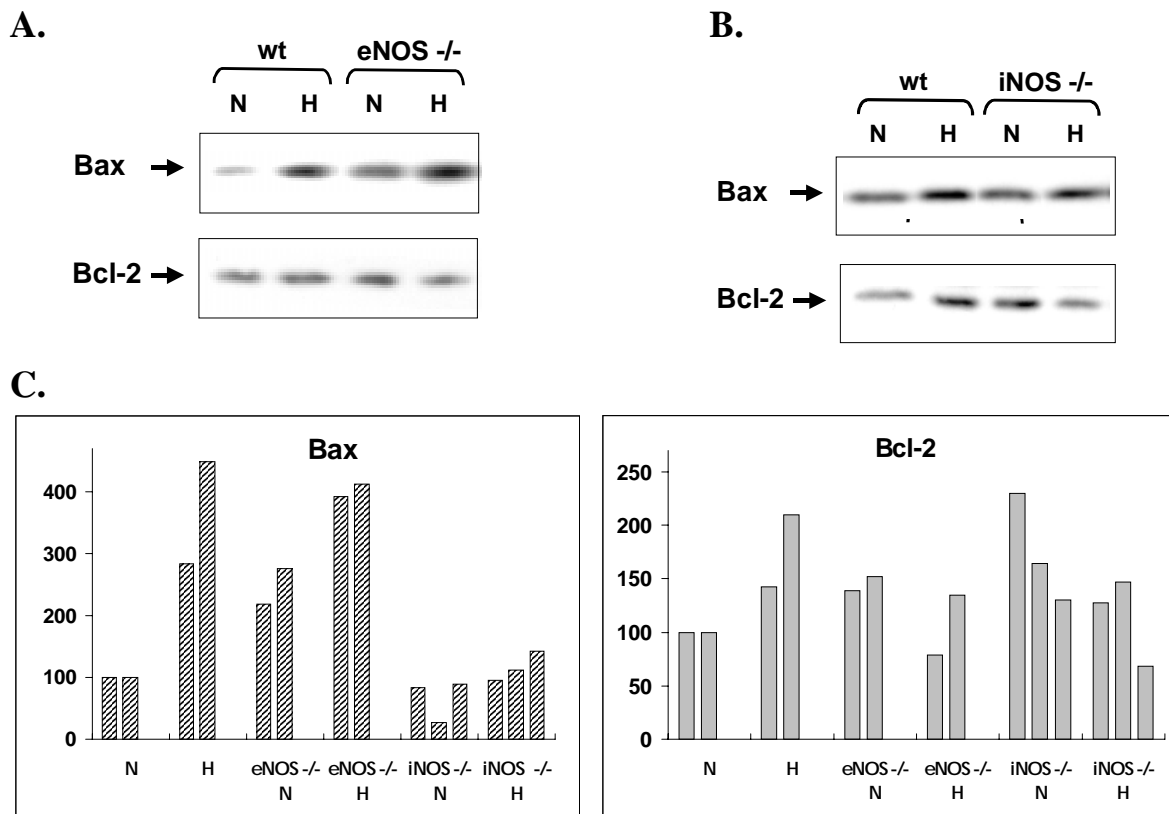 A.
wt eNOS -/-
N H N H
Bax
Bcl-2
B.
wt iNOS -/-
N H N H
Bax
Bcl-2
C.
Bax
400
300
200
100
0
N H eNOS -/- eNOS -/- iNOS -/- iNOS -/-
N H N H
Bcl-2
250
200
150
100
50
0
N H eNOS -/- eNOS -/- iNOS -/- iNOS -/-
N H N H